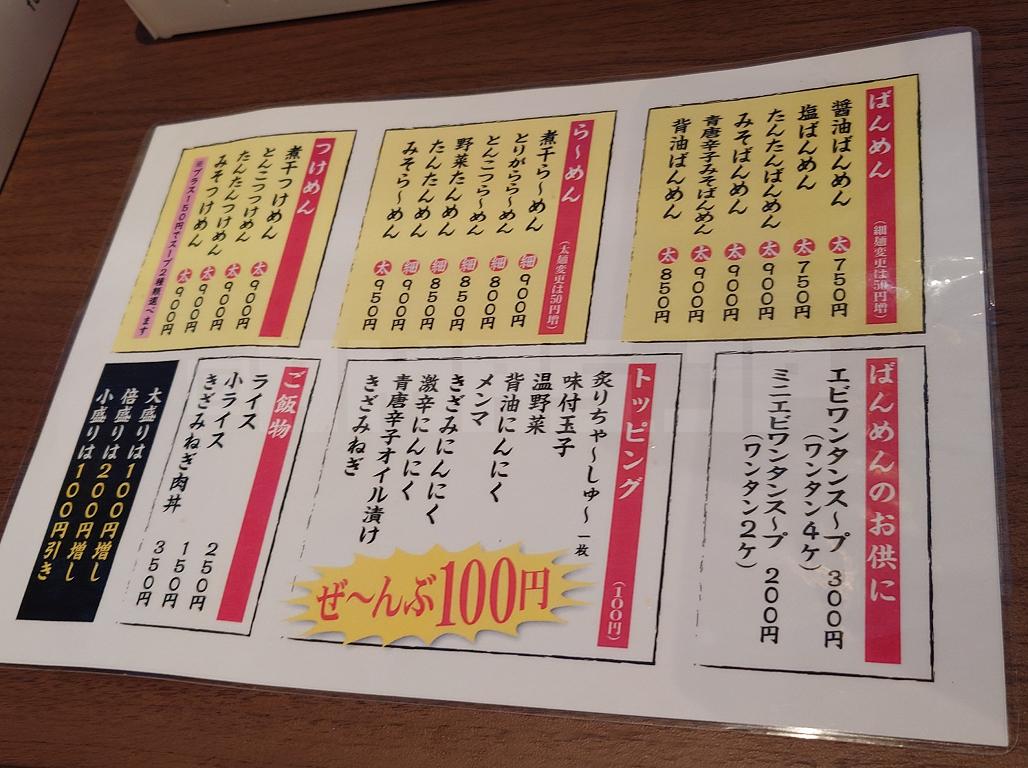 ばんめん
（細麺変更は50円増）
醤油ばんめん 太 750円
塩ばんめん 太 750円
たんたんばんめん 太 900円
みそばんめん 太 900円
青唐辛子みそばんめん 太 900円
背油ばんめん 太 850円
ら〜めん
（太麺変更は50円増）
煮干ら〜めん 細 900円
とりがらら〜めん 細 800円
とんこつら〜めん 細 850円
野菜たんめん 細 850円
たんたんめん 細 900円
みそら〜めん 太 950円
つけめん
煮干つけめん 太 900円
とんこつつけめん 太 900円
たんたんつけめん 太 900円
みそつけめん 太 900円
※プラス150円でスープ2種類選べます
ばんめんのお供に
エビワンタンス〜プ 300円
（ワンタン4ケ）
ミニエビワンタンス〜プ 200円
（ワンタン2ケ）
トッピング
（100円）
炙りちゃ〜しゅ〜 一枚
味付玉子
温野菜
背油にんにく
メンマ
きざみにんにく
激辛にんにく
青唐辛子オイル漬け
きざみねぎ
ぜ〜んぶ100円
ご飯物
ライス 250円
小ライス 150円
きざみねぎ肉丼 350円
大盛りは100円増し
倍盛りは200円増し
小盛りは100円引き